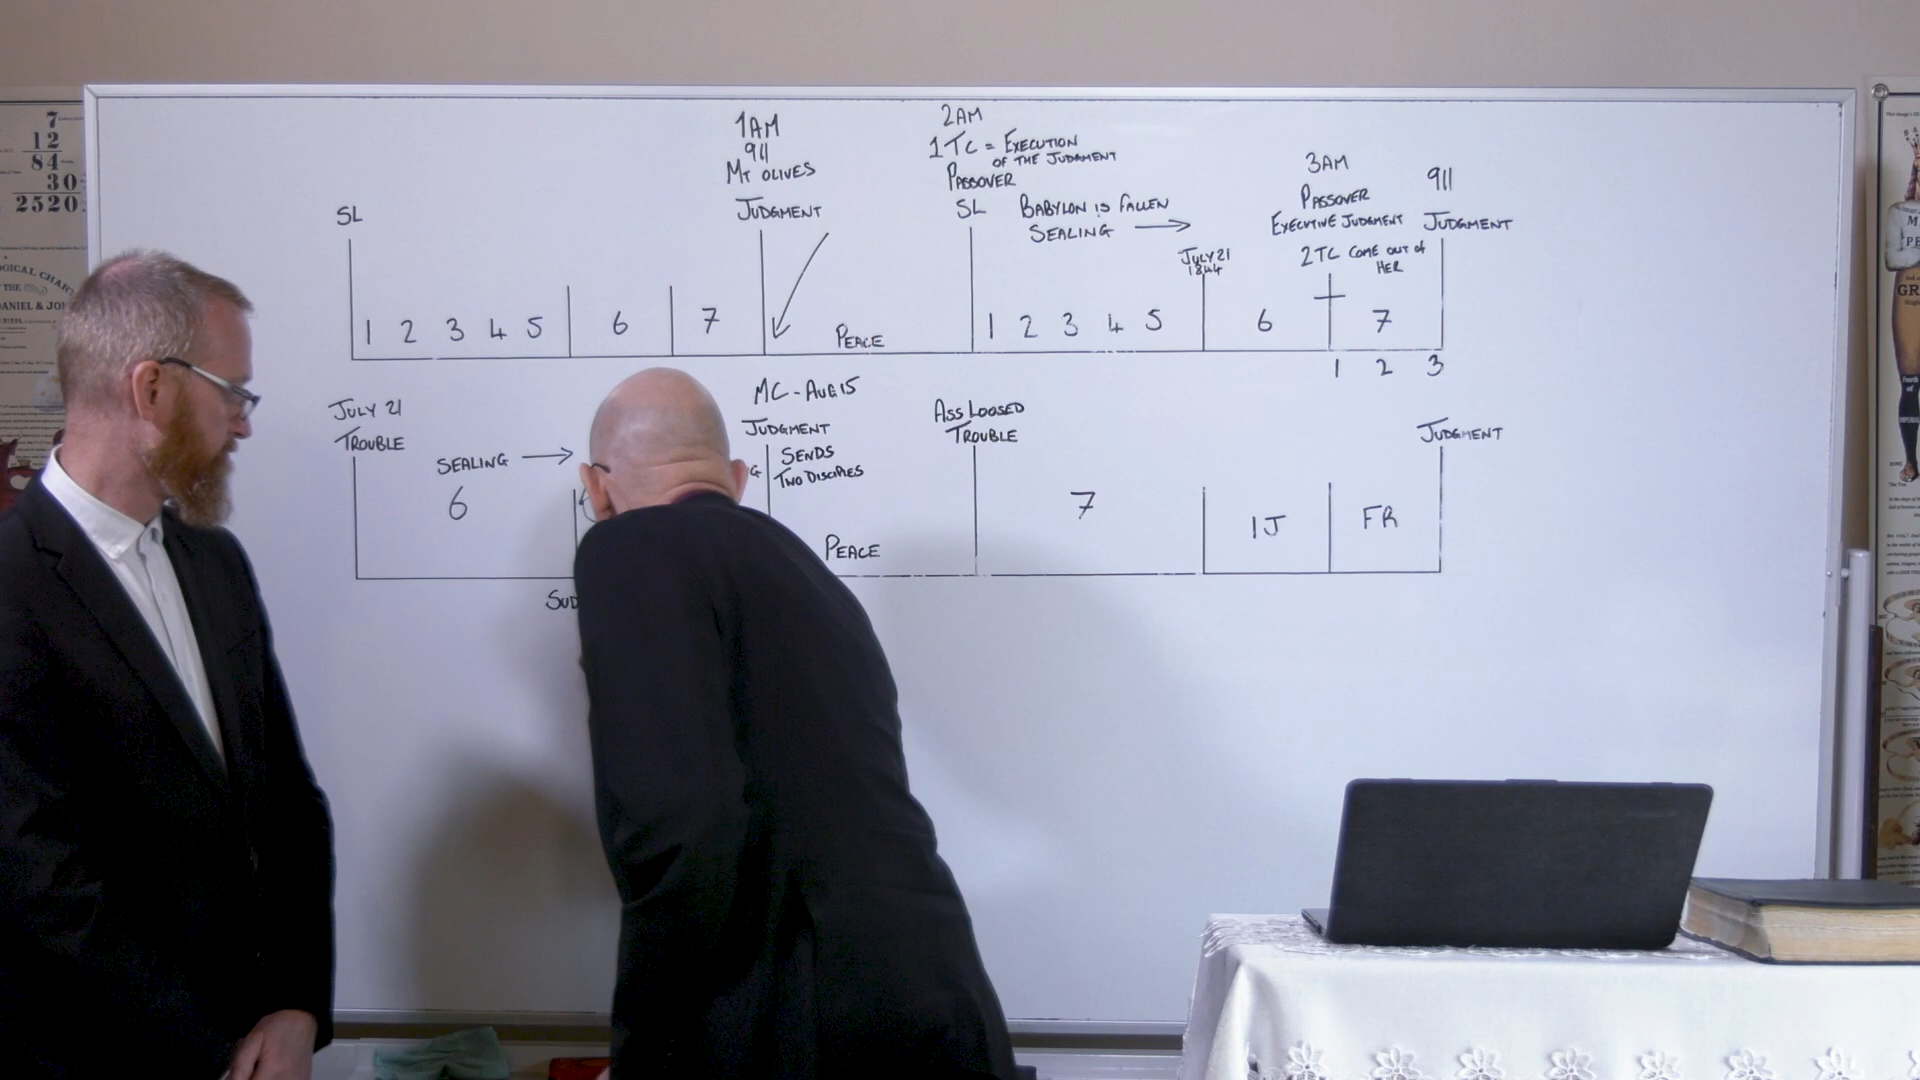 7
12
84
30
2520
1AM
911
MT OLIVES
JUDGMENT
2AM
1TC = EXECUTION
OF THE JUDGMENT
PASSOVER
SL
BABYLON IS FALLEN
SEALING
3AM
PASSOVER
EXECUTIVE JUDGMENT
2TC COME OUT OF
HER
911
JUDGMENT
SL
JULY 21
1844
1 2 3 4 5 6 7
PEACE
1 2 3 4 5 6 7
1 2 3
JULY 21
TROUBLE
SEALING
6
MC - AUG 15
JUDGMENT
SENDS
TWO DISCIPLES
PEACE
ASS LOOSED
TROUBLE
7
1J
FR
JUDGMENT
SUD